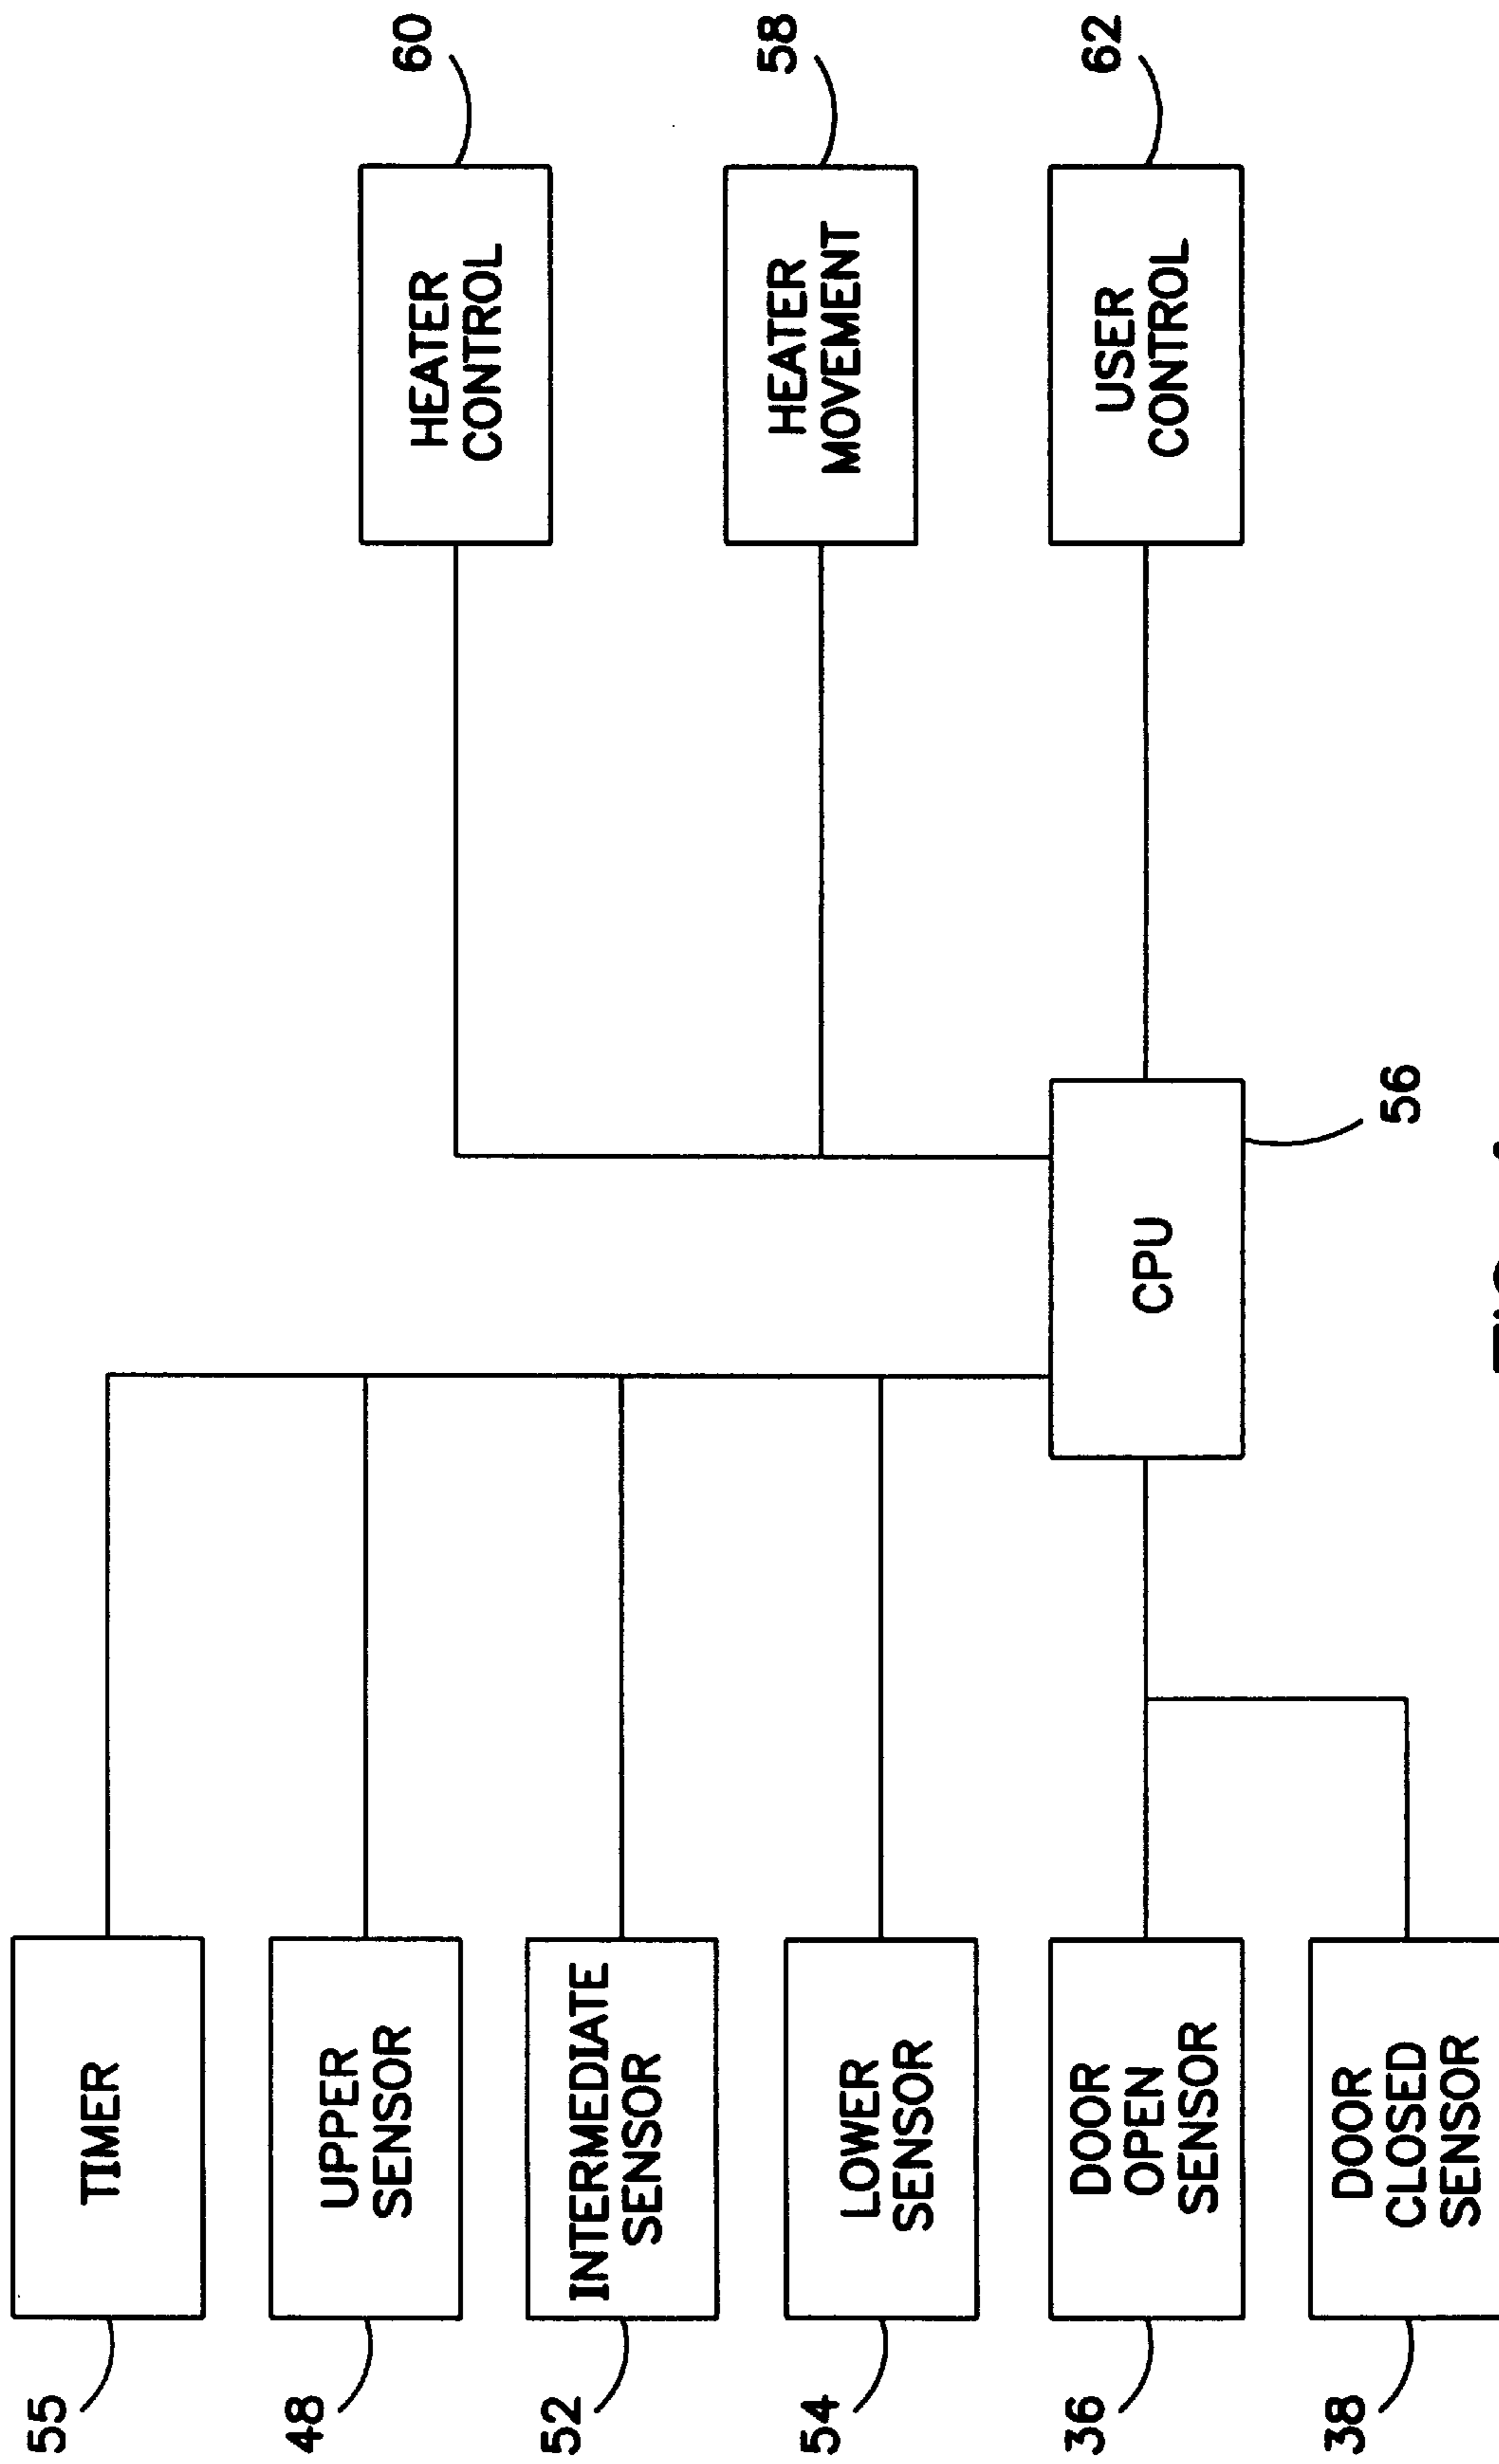 55
TIMER
48
UPPER
SENSOR
52
INTERMEDIATE
SENSOR
54
LOWER
SENSOR
36
DOOR
OPEN
SENSOR
38
DOOR
CLOSED
SENSOR
CPU
56
HEATER
CONTROL
60
HEATER
MOVEMENT
58
USER
CONTROL
62